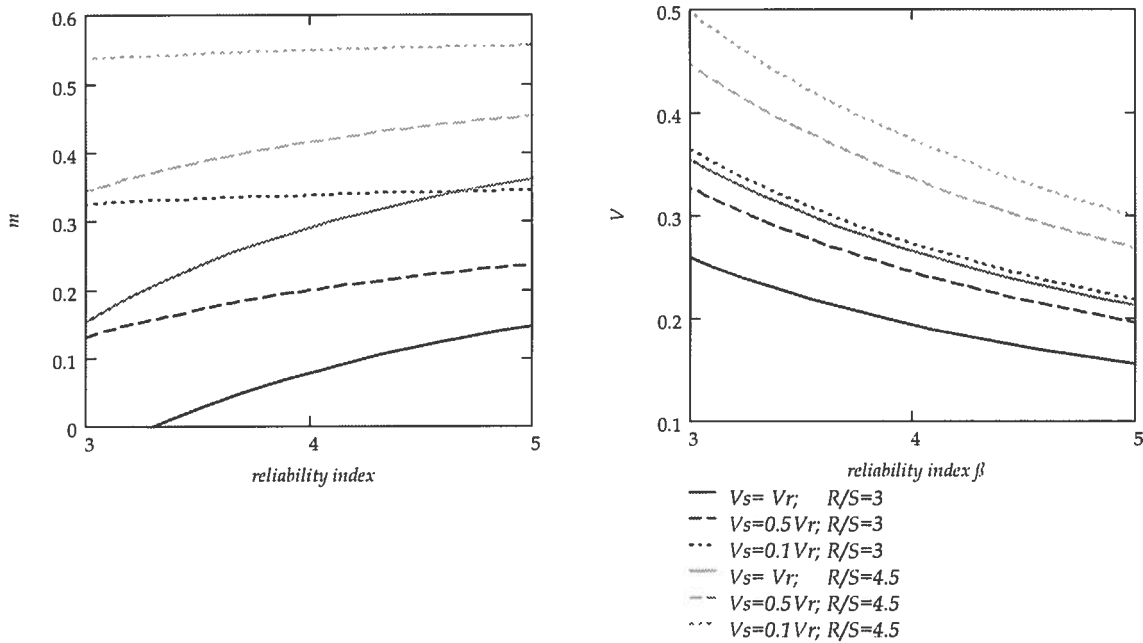 0.6
0.5
0.4
0.3
0.2
0.1
0
m
3
4
5
reliability index
0.5
0.4
0.3
0.2
0.1
V
3
4
5
reliability index β
Vs= Vr; R/S=3
Vs=0.5Vr; R/S=3
Vs=0.1Vr; R/S=3
Vs= Vr; R/S=4.5
Vs=0.5Vr; R/S=4.5
Vs=0.1Vr; R/S=4.5